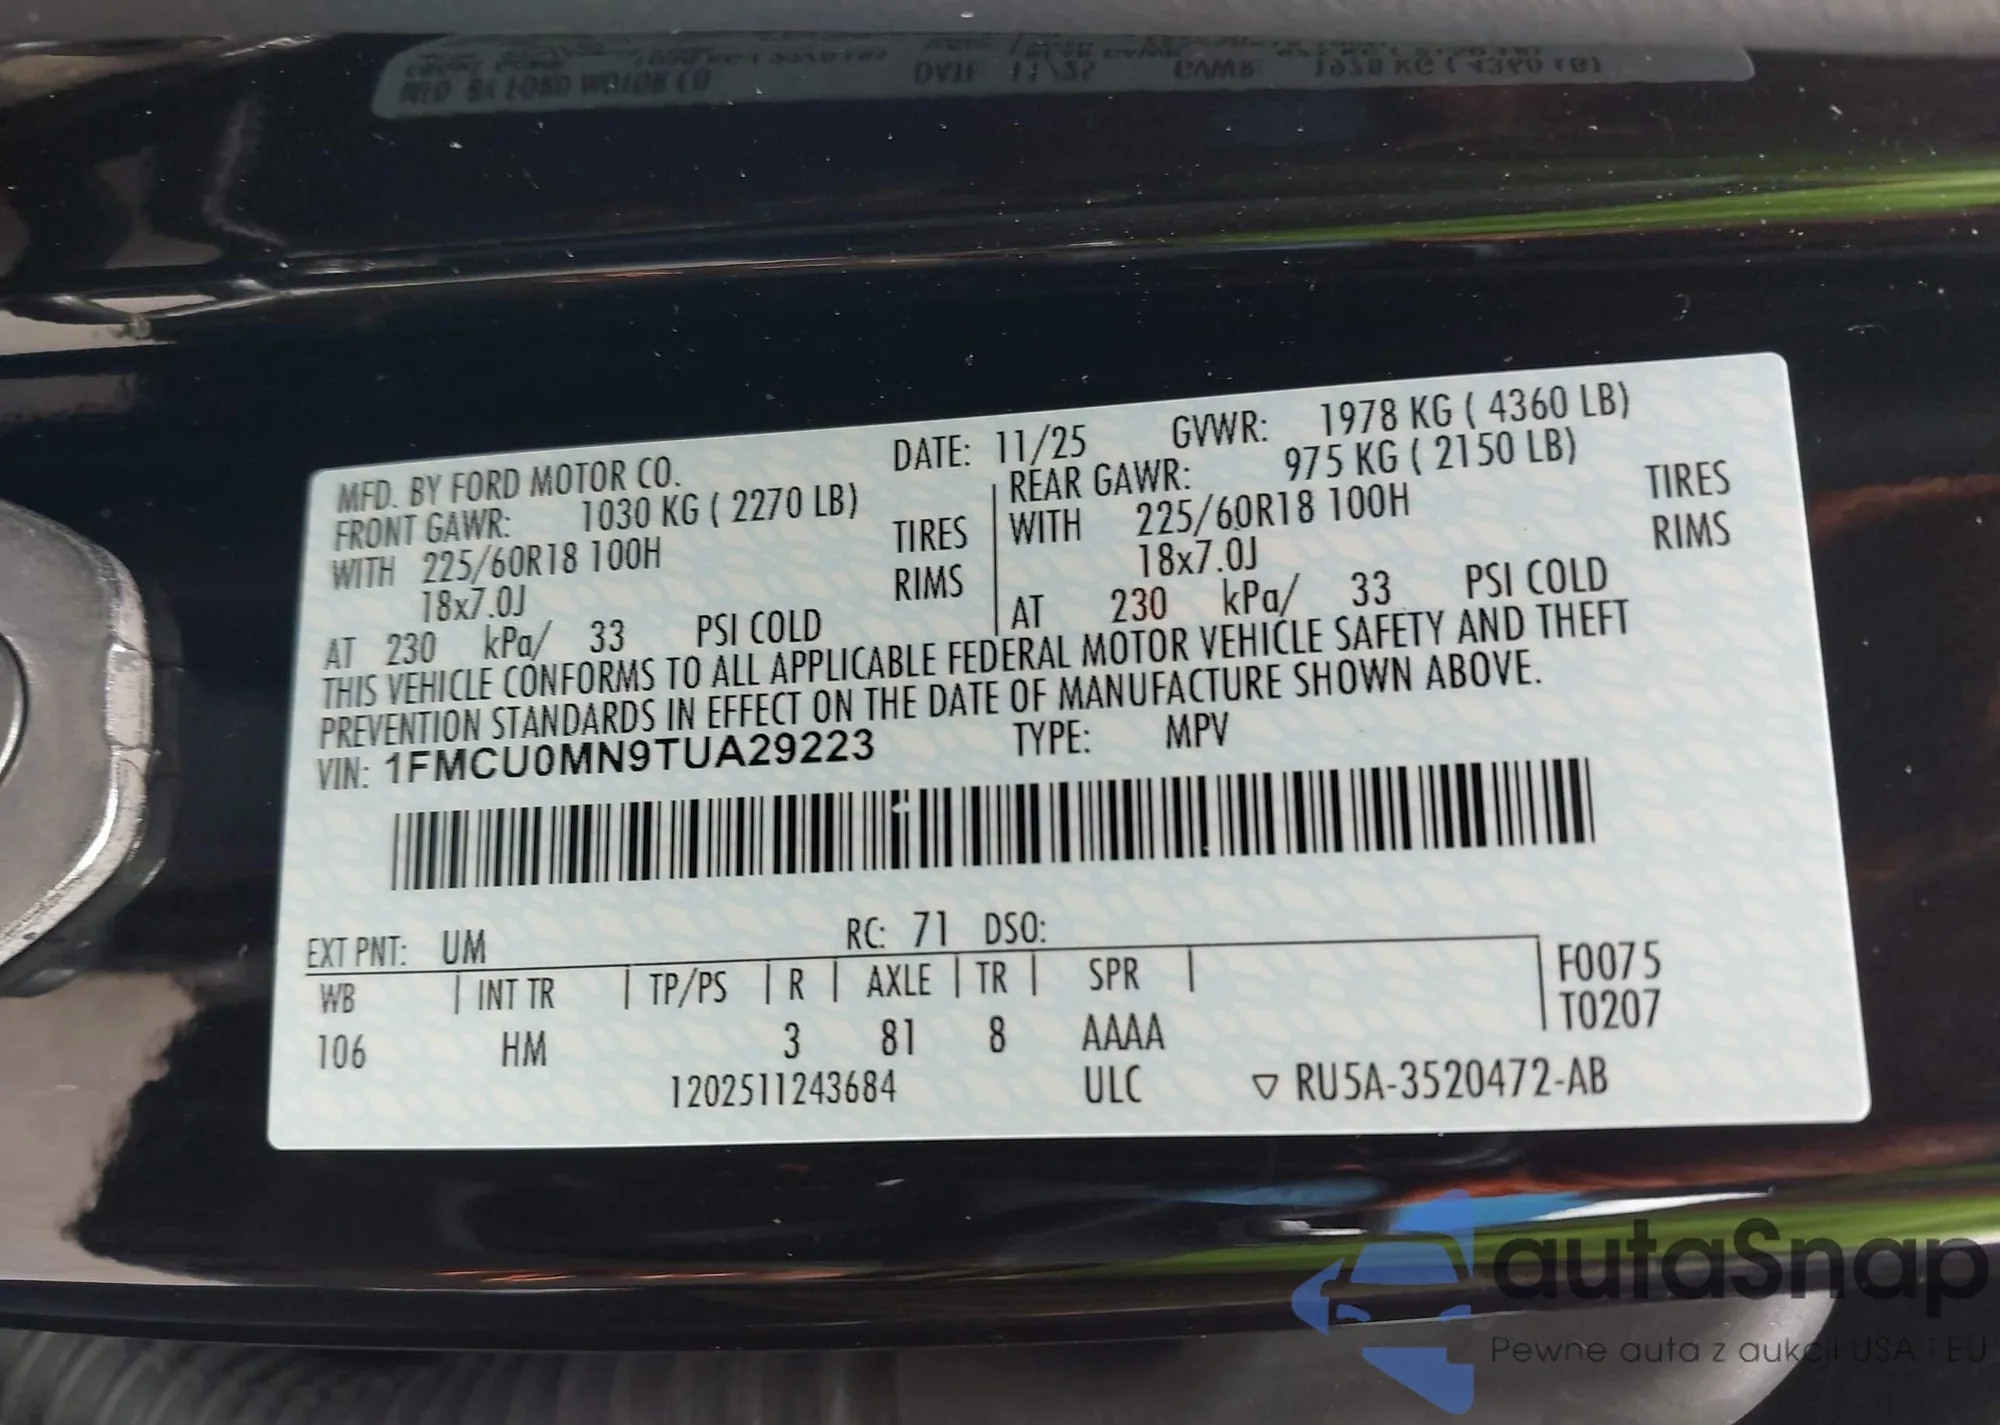 MFD. BY FORD MOTOR CO. DATE: 11/25 GVWR: 1978 KG ( 4360 LB)
FRONT GAWR: 1030 KG ( 2270 LB) REAR GAWR: 975 KG ( 2150 LB)
WITH 225/60R18 100H TIRES WITH 225/60R18 100H TIRES
18x7.0J RIMS 18x7.0J RIMS
AT 230 kPa/ 33 PSI COLD AT 230 kPa/ 33 PSI COLD
THIS VEHICLE CONFORMS TO ALL APPLICABLE FEDERAL MOTOR VEHICLE SAFETY AND THEFT
PREVENTION STANDARDS IN EFFECT ON THE DATE OF MANUFACTURE SHOWN ABOVE.
VIN: 1FMCU0MN9TUA29223 TYPE: MPV
EXT PNT: UM RC: 71 DSO:
WB INT TR TP/PS R AXLE TR SPR F0075
T0207
106 HM 3 81 8 AAAA
1202511243684 ULC ▽ RU5A-3520472-AB
autaSnap
Pewne auta z aukcji USA i EU